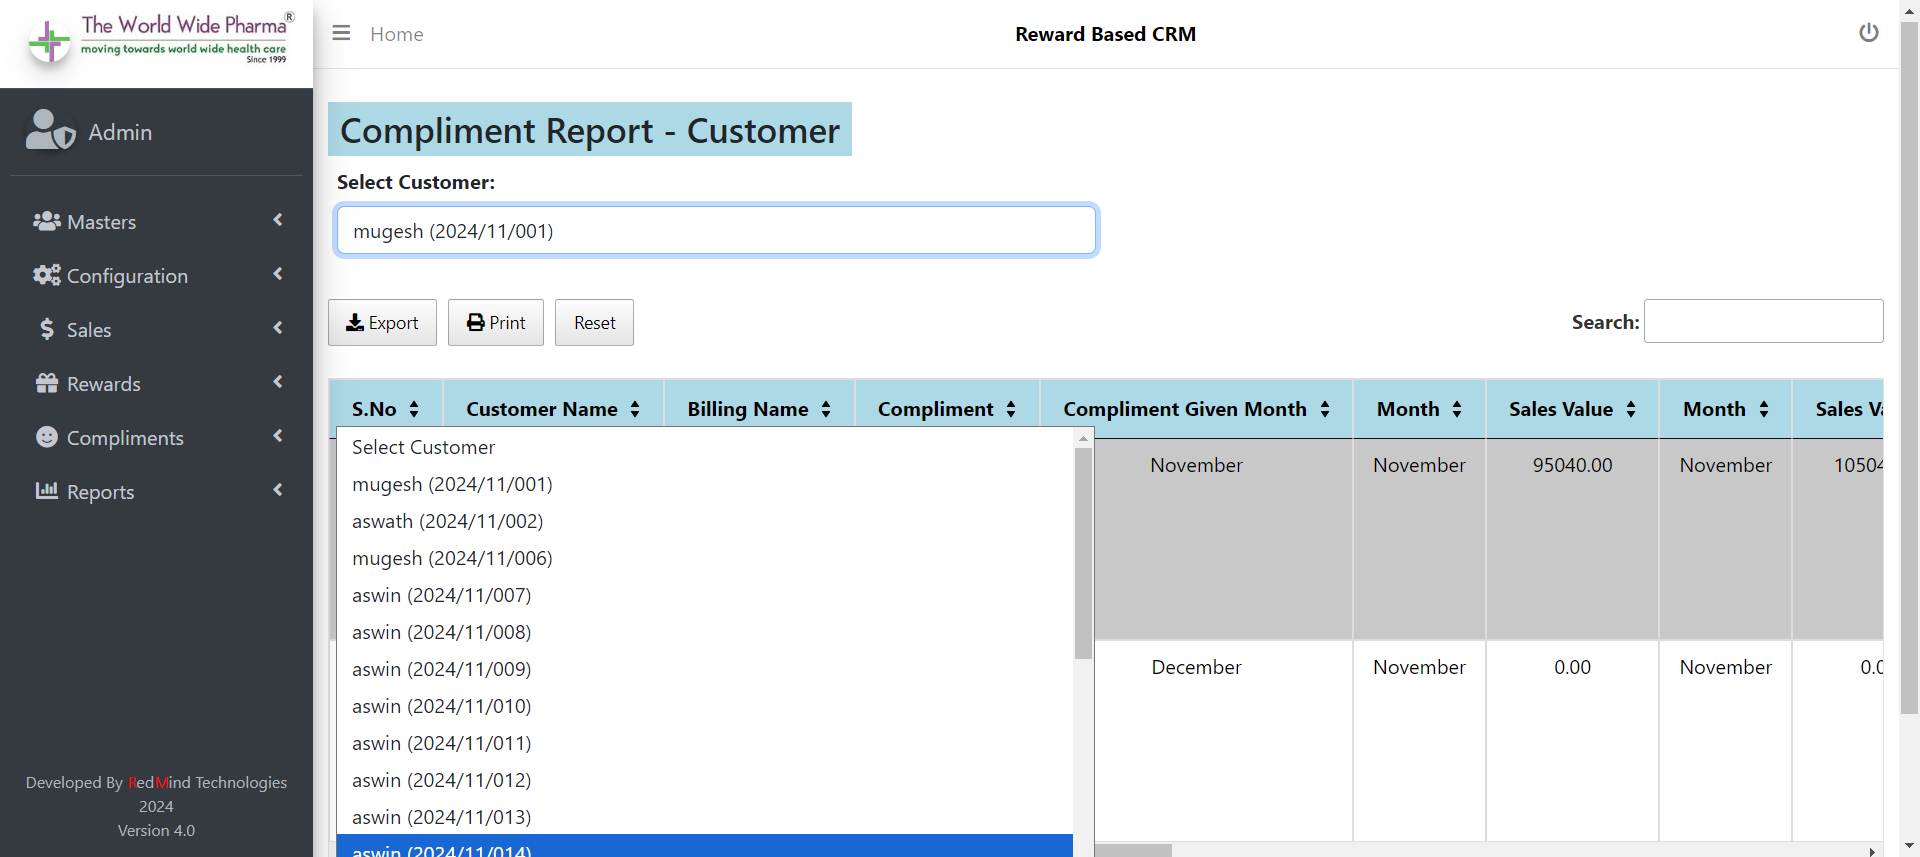 The World Wide Pharma®
moving towards world wide health care
Since 1999
Home
Reward Based CRM
Admin
Masters
Configuration
Sales
Rewards
Compliments
Reports
Developed By RedMind Technologies
2024
Version 4.0
Compliment Report - Customer
Select Customer:
mugesh (2024/11/001)
Export
Print
Reset
Search:
S.No Customer Name Billing Name Compliment Compliment Given Month Month Sales Value Month Sales
November November 95040.00 November
December November 0.00 November
Select Customer
mugesh (2024/11/001)
aswath (2024/11/002)
mugesh (2024/11/006)
aswin (2024/11/007)
aswin (2024/11/008)
aswin (2024/11/009)
aswin (2024/11/010)
aswin (2024/11/011)
aswin (2024/11/012)
aswin (2024/11/013)
aswin (2024/11/014)